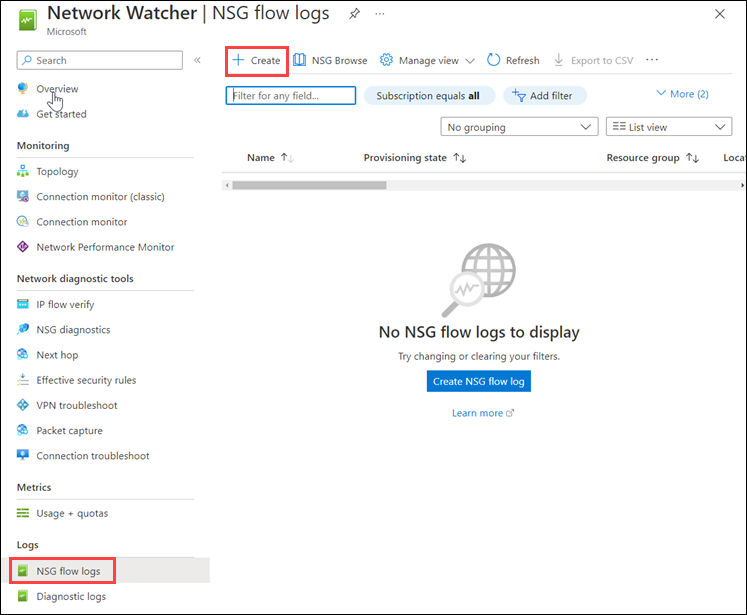 Network Watcher | NSG flow logs
Microsoft
Search
Overview
Get started
Monitoring
Topology
Connection monitor (classic)
Connection monitor
Network Performance Monitor
Network diagnostic tools
IP flow verify
NSG diagnostics
Next hop
Effective security rules
VPN troubleshoot
Packet capture
Connection troubleshoot
Metrics
Usage + quotas
Logs
NSG flow logs
Diagnostic logs
Create NSG Browse Manage view Refresh Export to CSV ...
Filter for any field... Subscription equals all Add filter More (2)
No grouping List view
Name Provisioning state Resource group Locat
No NSG flow logs to display
Try changing or clearing your filters.
Create NSG flow log
Learn more